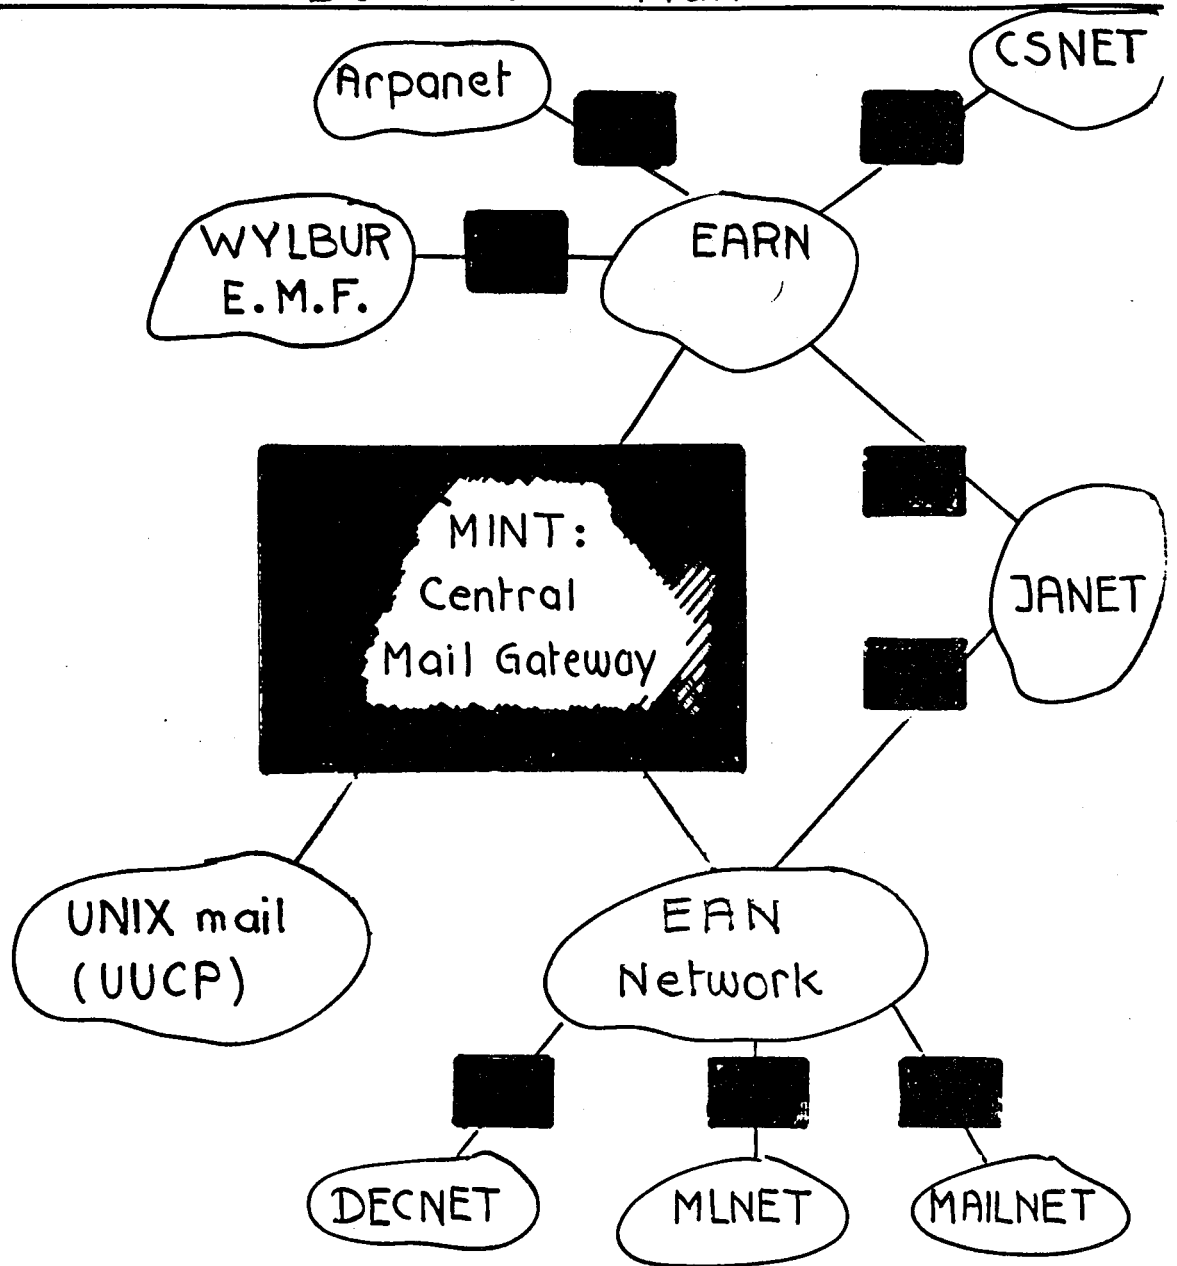 Arpanet
CSNET
WYLBUR
E.M.F.
EARN
MINT:
Central
Mail Gateway
JANET
UNIX mail
(UUCP)
EAN
Network
DECNET
MLNET
MAILNET